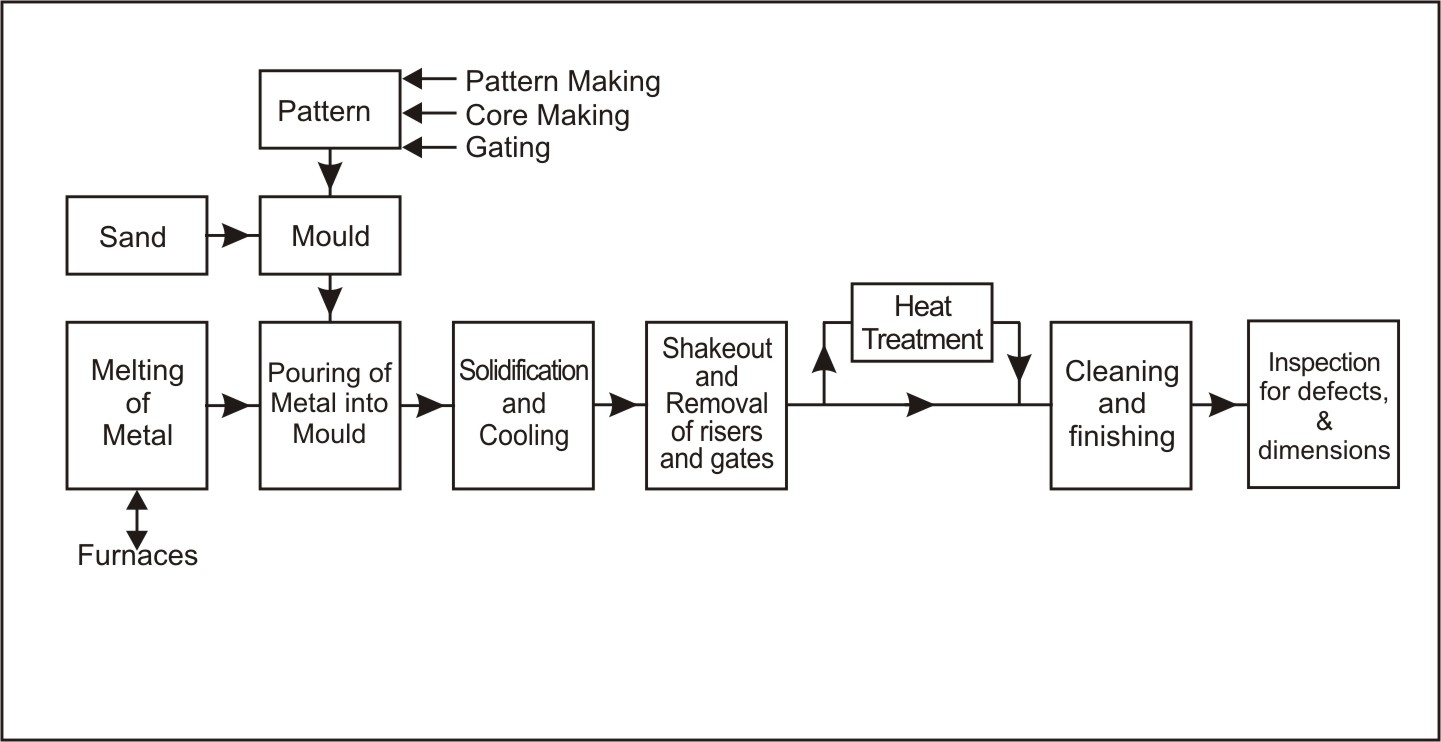 Pattern
Pattern Making
Core Making
Gating
Sand
Mould
Melting
of
Metal
Furnaces
Pouring of
Metal into
Mould
Solidification
and
Cooling
Shakeout
and
Removal
of risers
and gates
Heat
Treatment
Cleaning
and
finishing
Inspection
for defects,
&
dimensions